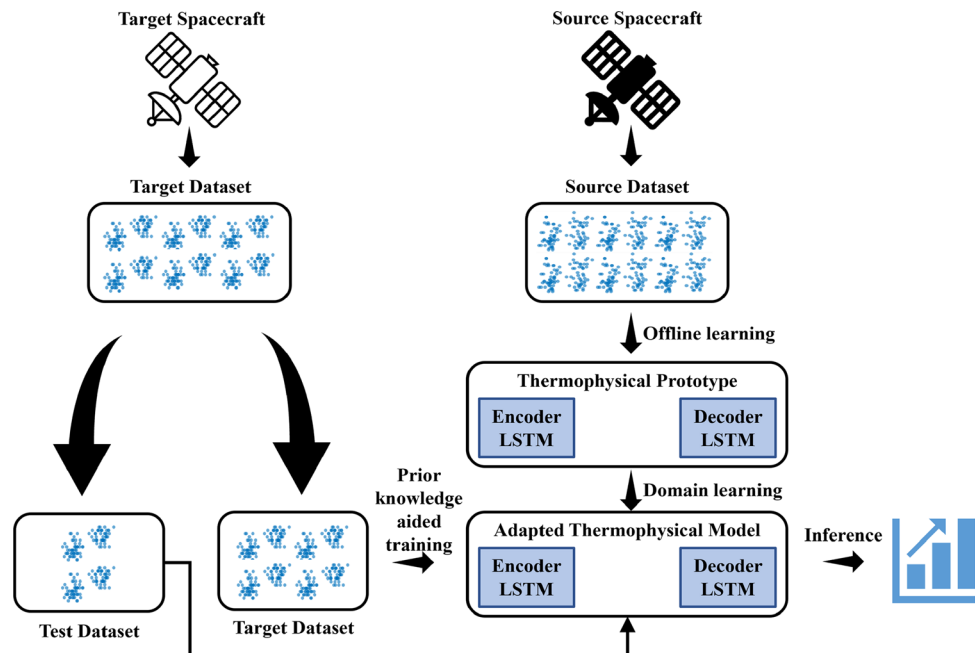 Target Spacecraft
Source Spacecraft
Target Dataset
Source Dataset
Offline learning
Thermophysical Prototype
Encoder
LSTM
Decoder
LSTM
Domain learning
Prior
knowledge
aided
training
Adapted Thermophysical Model
Encoder
LSTM
Decoder
LSTM
Inference
Test Dataset
Target Dataset